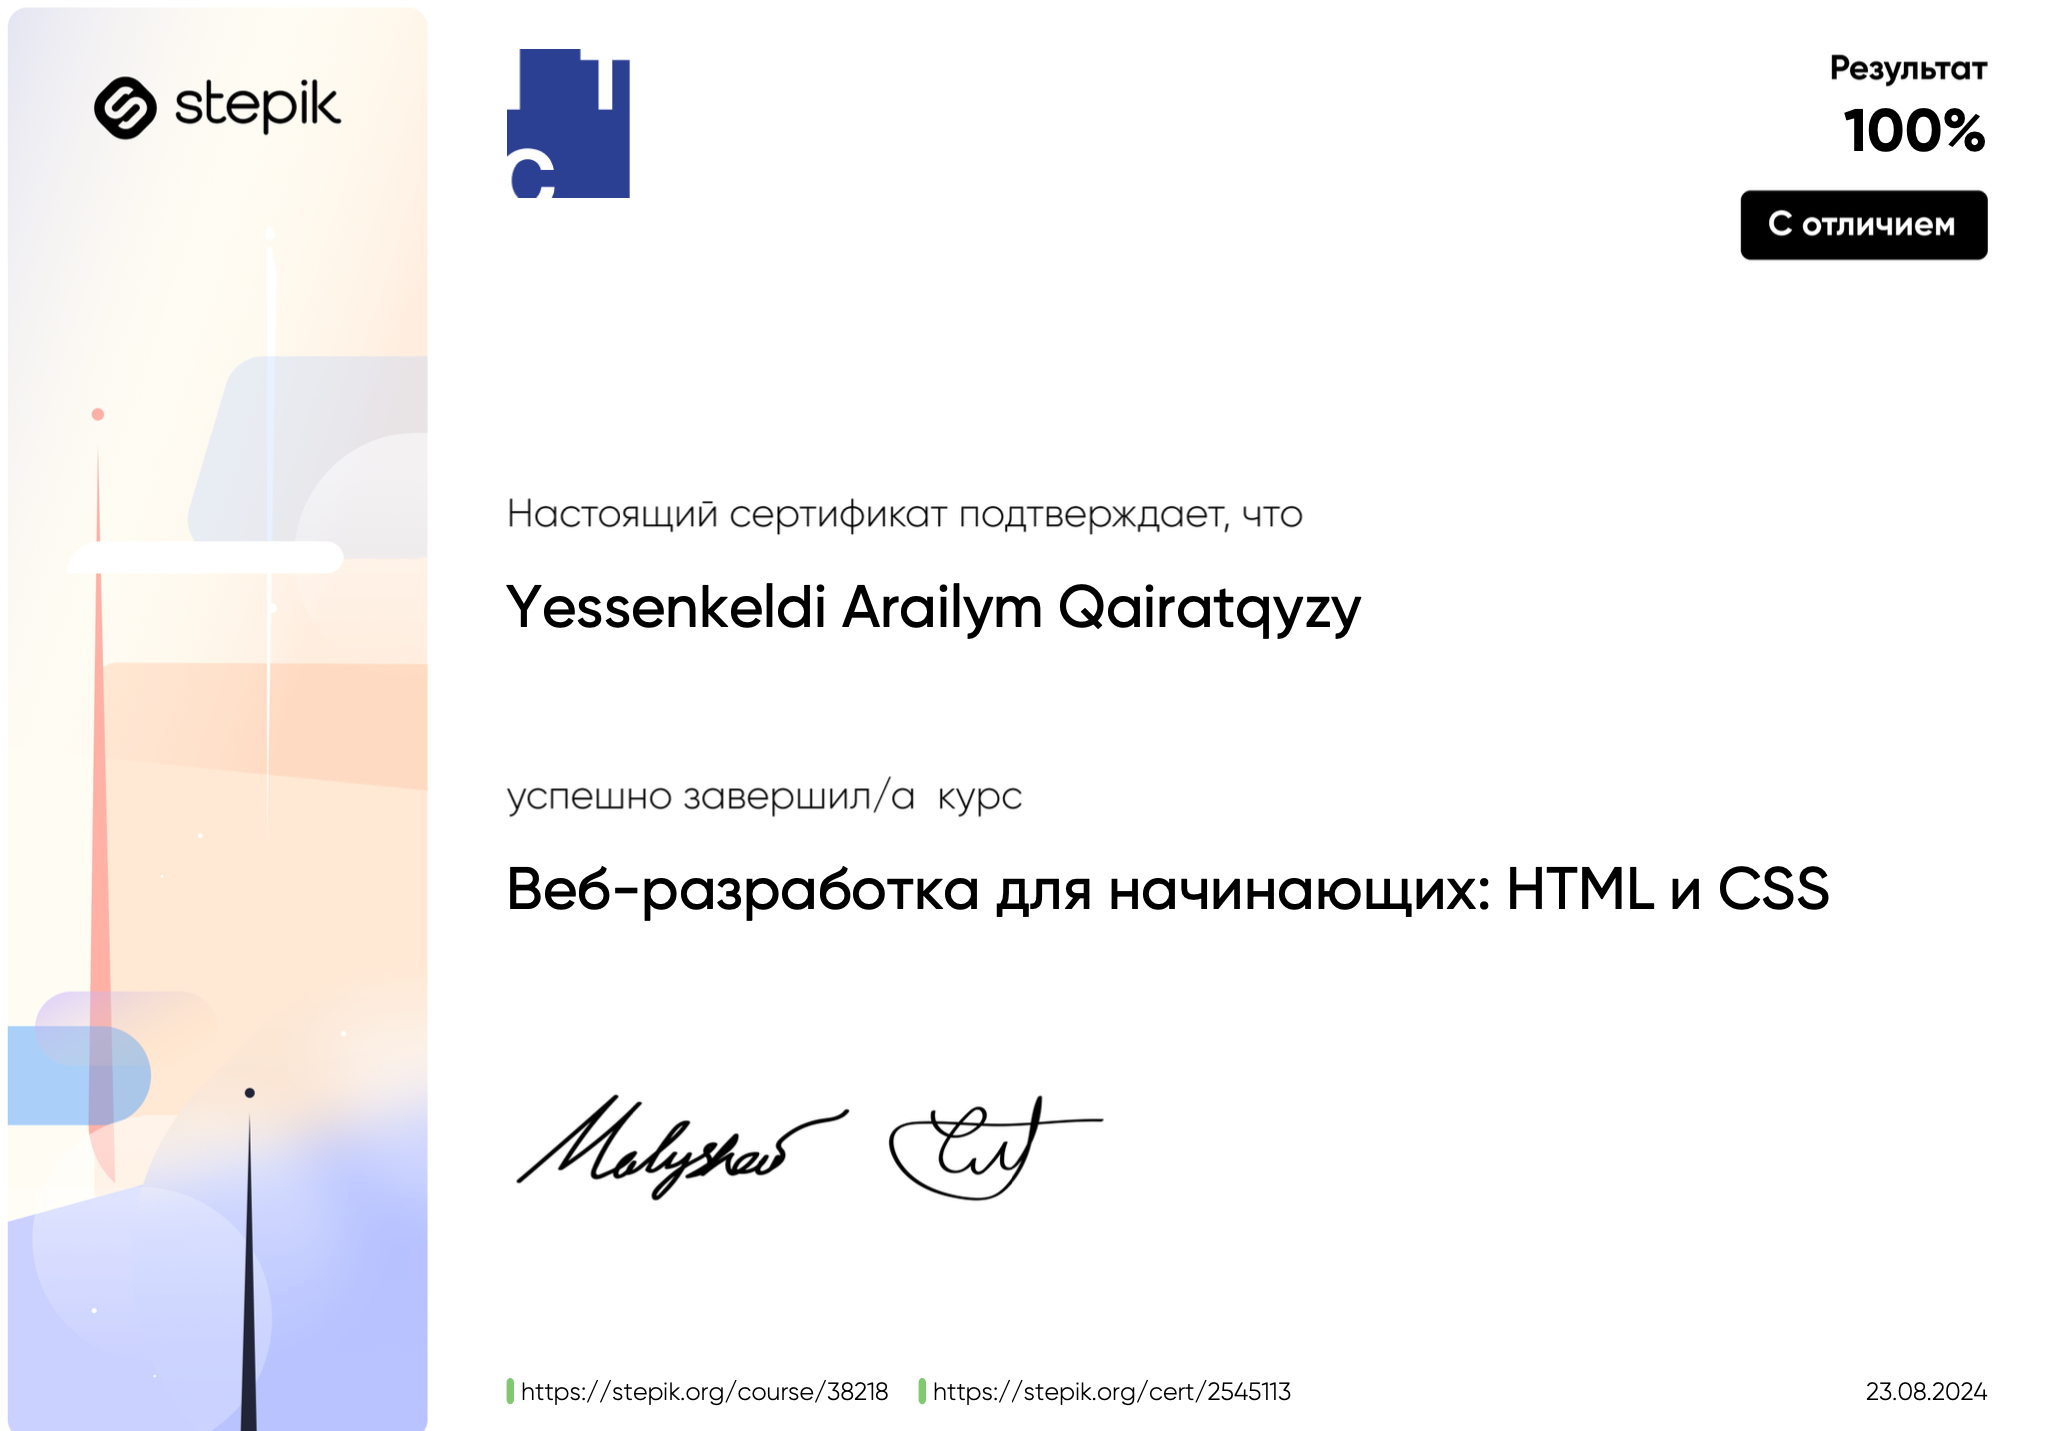 stepik
Т
С
Результат
100%
С отличием
Настоящий сертификат подтверждает, что
Yessenkeldi Arailym Qairatqyzy
успешно завершил/а курс
Веб-разработка для начинающих: HTML и CSS
Malyshev
https://stepik.org/course/38218
https://stepik.org/cert/2545113
23.08.2024